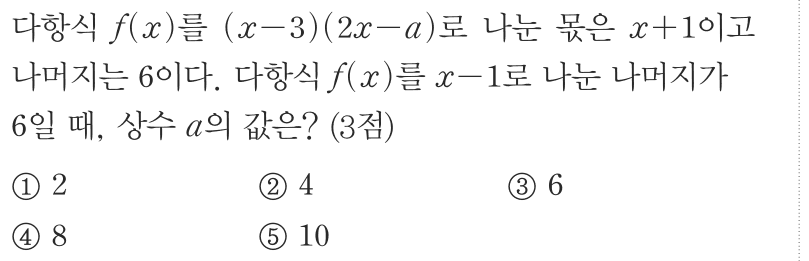 다항식 f(x)를 (x-3)(2x-a)로 나눈 몫은 x+1이고
나머지는 6이다. 다항식 f(x)를 x-1로 나눈 나머지가
6일 때, 상수 a의 값은? (3점)
① 2 ② 4 ③ 6
④ 8 ⑤ 10